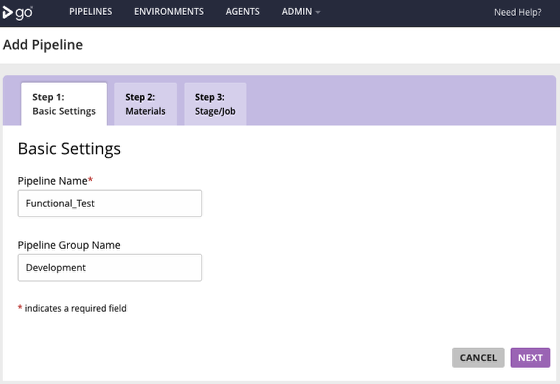 go
PIPELINES ENVIRONMENTS AGENTS ADMIN Need Help?
Add Pipeline
Step 1: Step 2: Step 3:
Basic Settings Materials Stage/Job
Basic Settings
Pipeline Name*
Functional_Test
Pipeline Group Name
Development
* indicates a required field
CANCEL NEXT